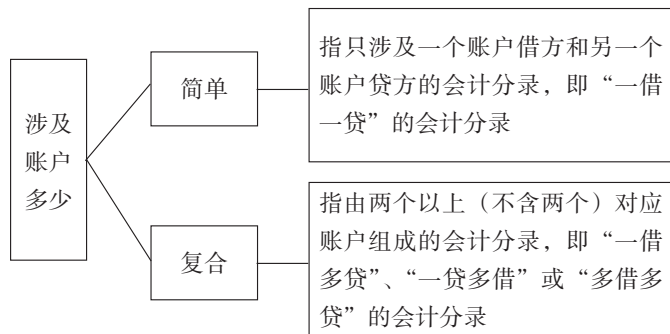 涉及
账户
多少
简单
指只涉及一个账户借方和另一个
账户贷方的会计分录，即“一借
一贷”的会计分录
复合
指由两个以上（不含两个）对应
账户组成的会计分录，即“一借
多贷”、“一贷多借”或“多借多
贷”的会计分录